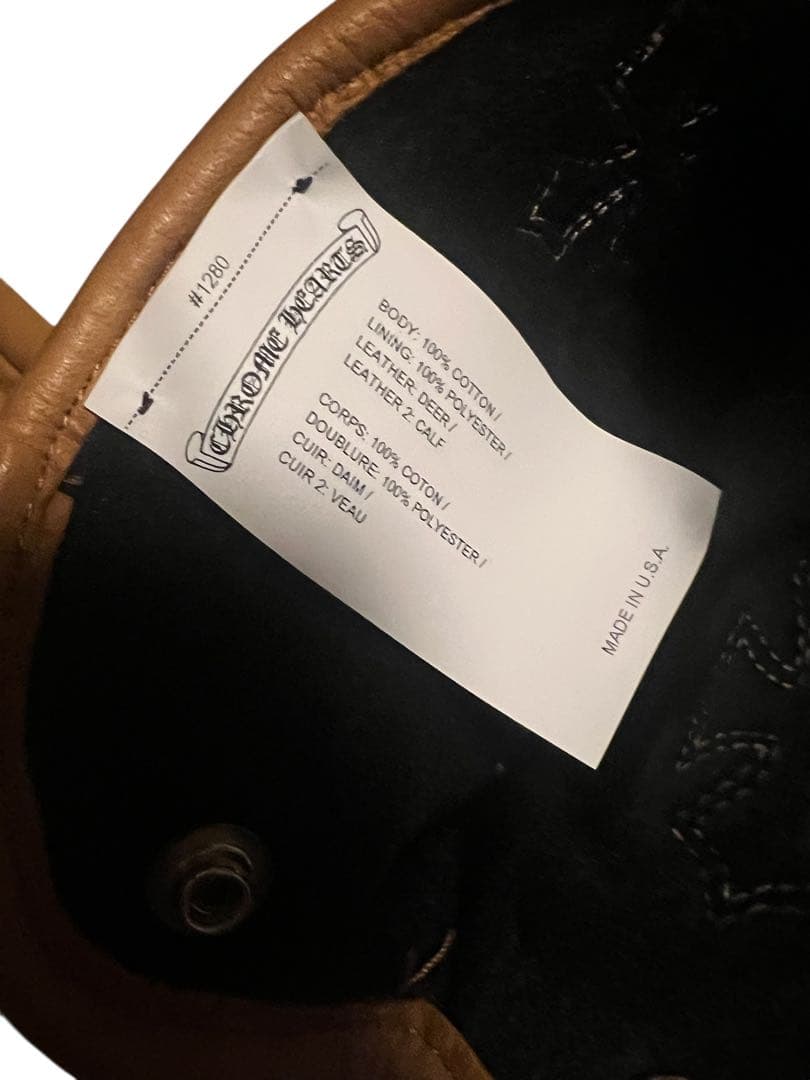 #1280
CHROME HEARTS
BODY: 100% COTTON /
LINING: 100% POLYESTER /
LEATHER: DEER /
LEATHER 2: CALF
CORPS: 100% COTON /
DOUBLURE: 100% POLYESTER /
CUIR: DAIM /
CUIR 2: VEAU
MADE IN U.S.A.